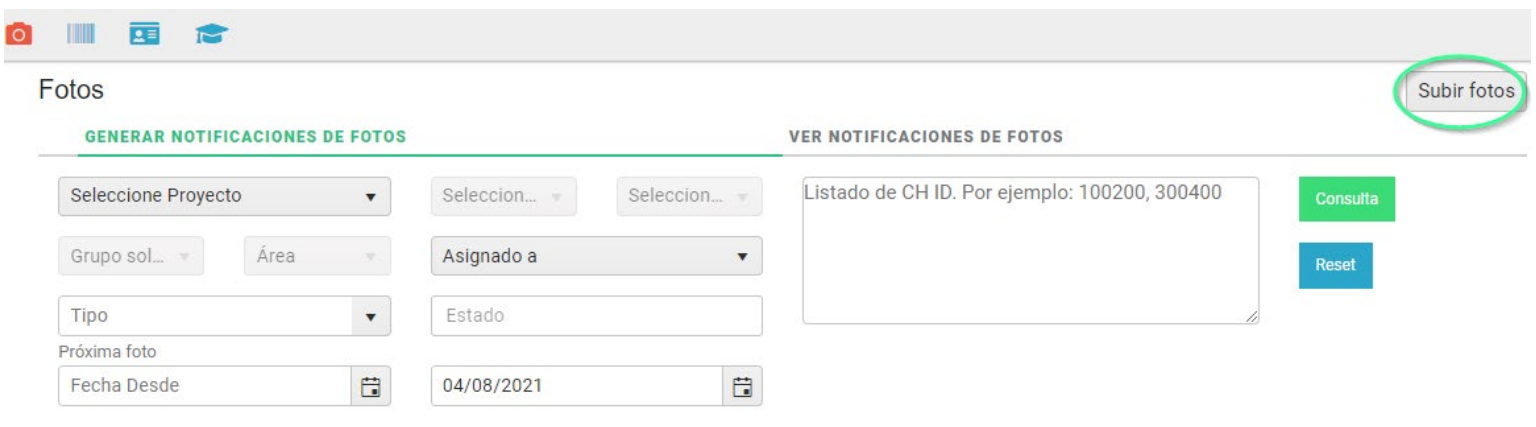 Fotos
Subir fotos
GENERAR NOTIFICACIONES DE FOTOS
VER NOTIFICACIONES DE FOTOS
Seleccione Proyecto
Seleccion...
Seleccion...
Listado de CH ID. Por ejemplo: 100200, 300400
Consulta
Grupo sol...
Área
Asignado a
Reset
Tipo
Estado
Próxima foto
Fecha Desde
04/08/2021